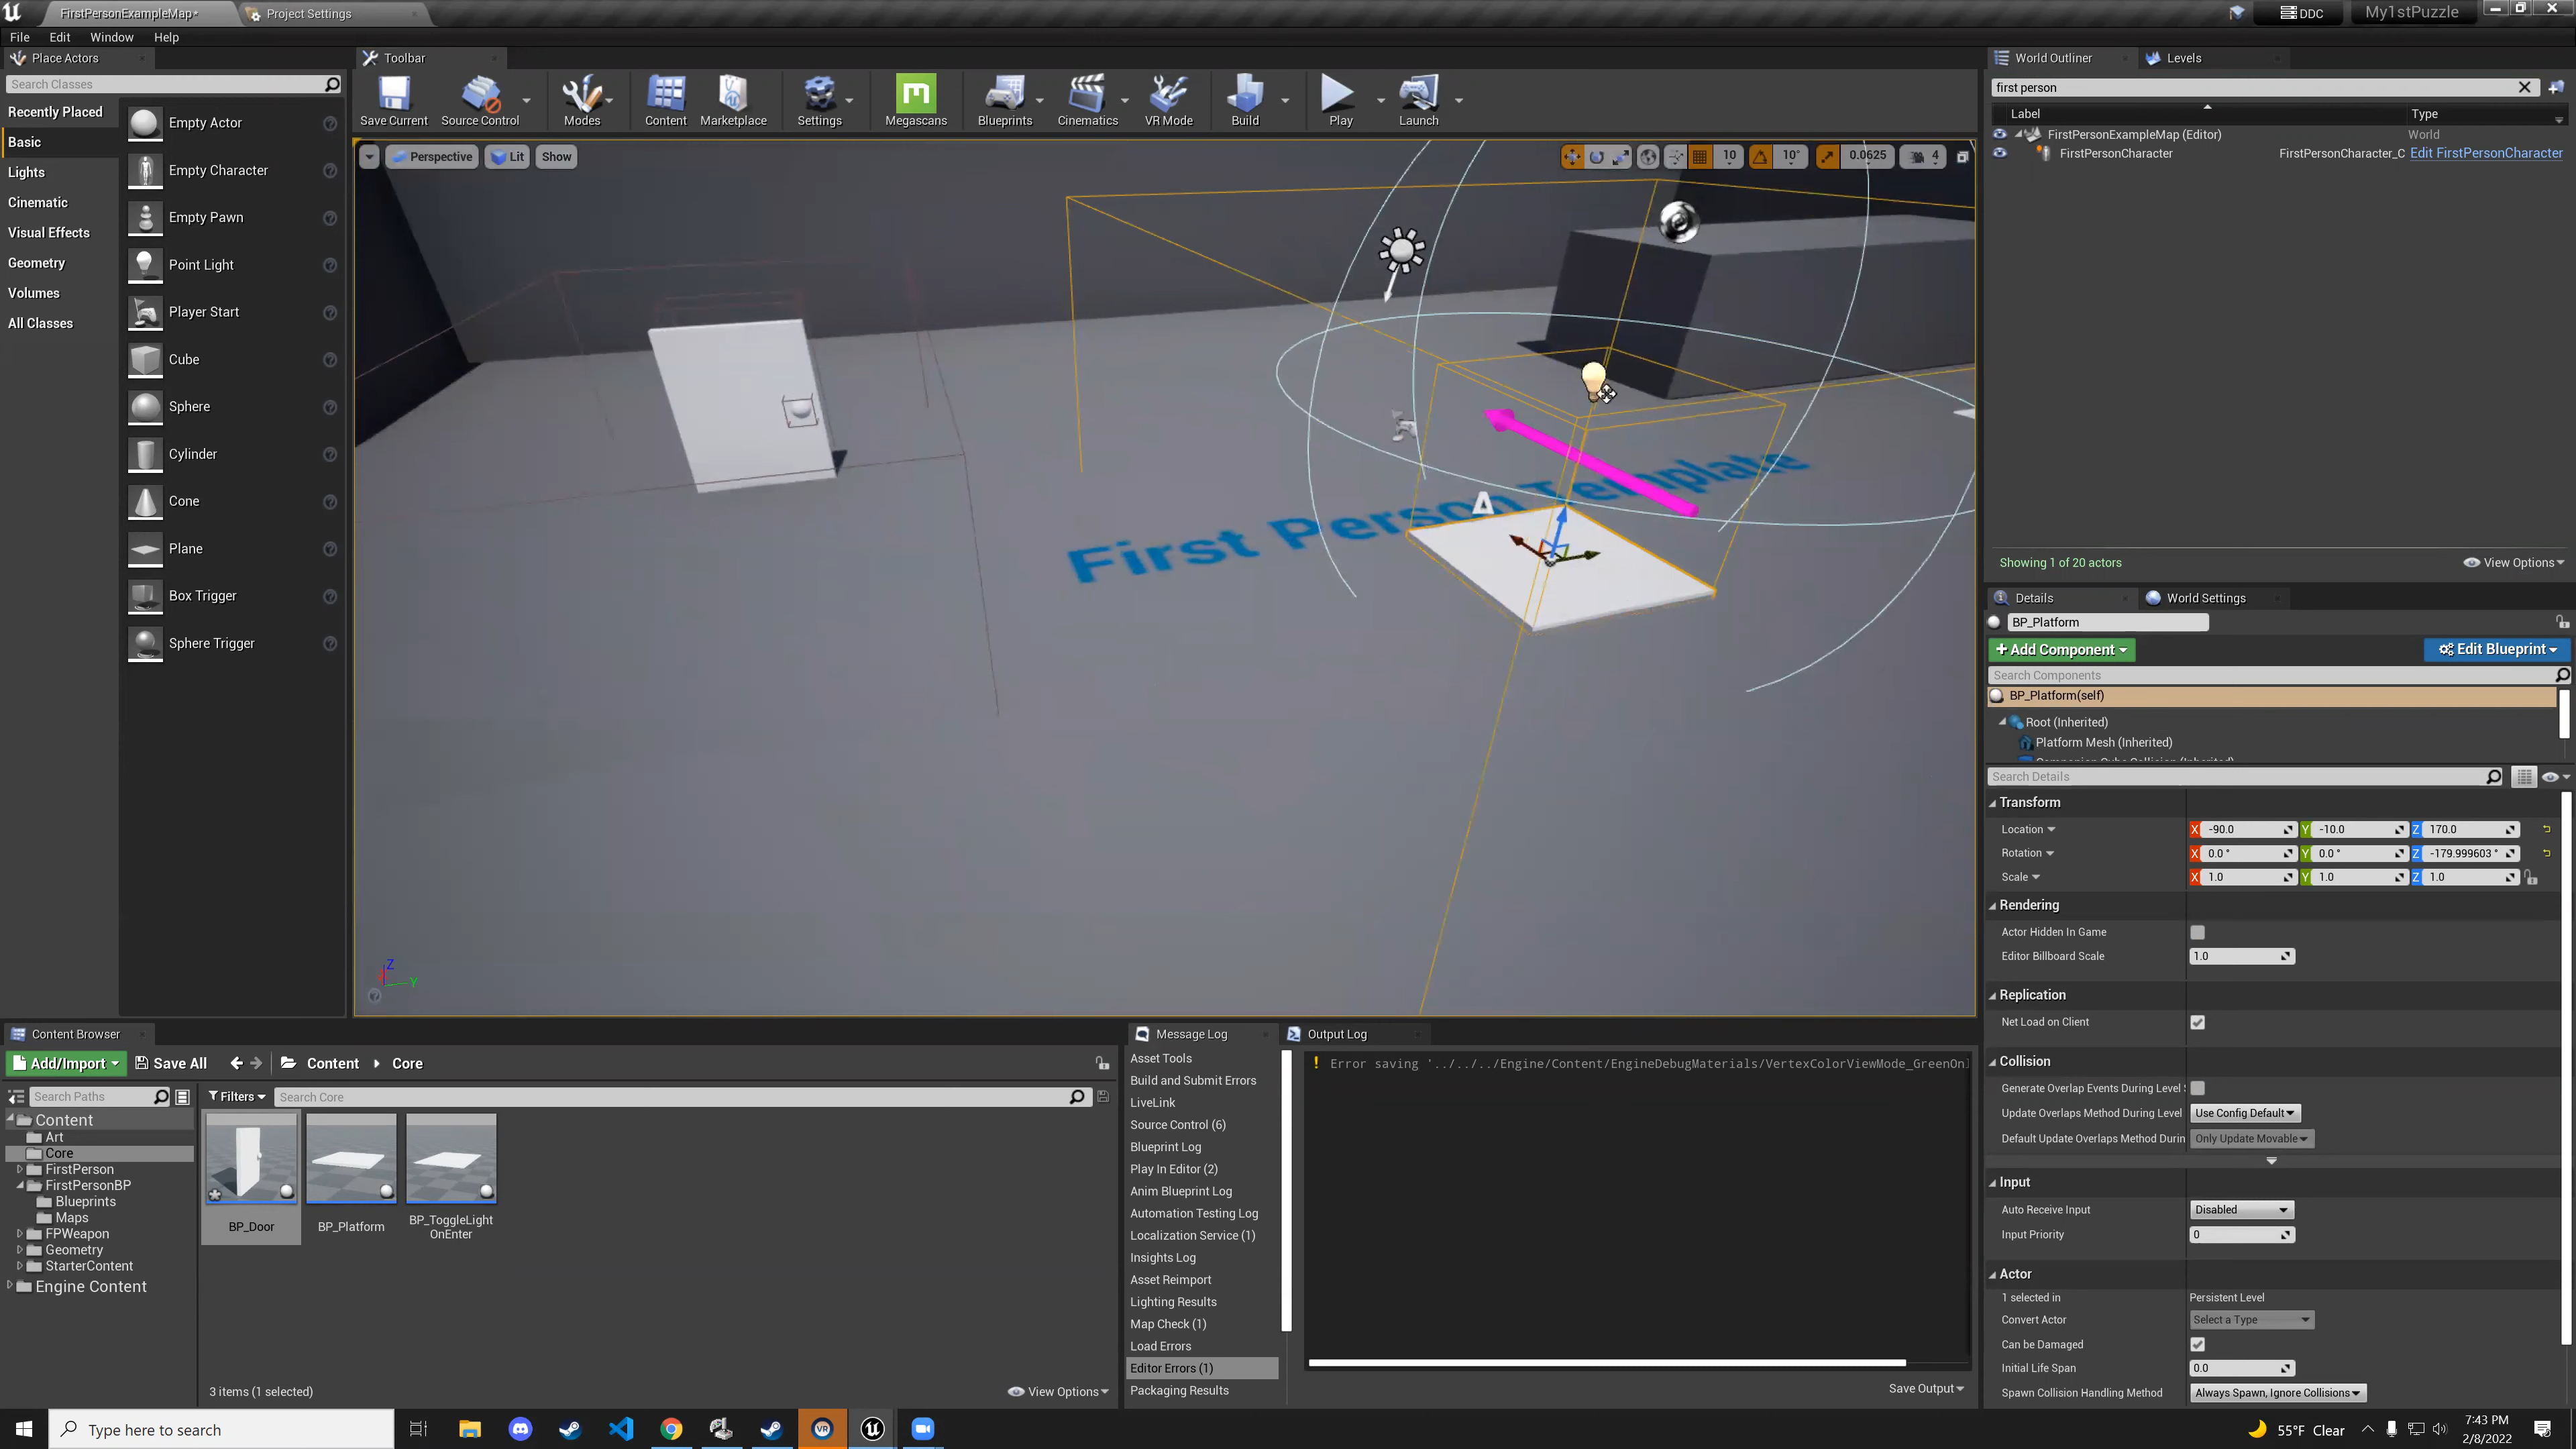 FirstPersonExampleMap*
Project Settings
DDC
My1stPuzzle
File Edit Window Help
Place Actors
Search Classes
Recently Placed
Basic
Lights
Cinematic
Visual Effects
Geometry
Volumes
All Classes
Empty Actor
Empty Character
Empty Pawn
Point Light
Player Start
Cube
Sphere
Cylinder
Cone
Plane
Box Trigger
Sphere Trigger
Toolbar
Save Current
Source Control
Modes
Content
Marketplace
Settings
Megascans
Blueprints
Cinematics
VR Mode
Build
Play
Launch
Perspective
Lit
Show
10
10°
0.0625
4
First Person Template
Z
Y
World Outliner
Levels
first person
Label
Type
FirstPersonExampleMap (Editor)
World
FirstPersonCharacter
FirstPersonCharacter_C
Edit FirstPersonCharacter
Showing 1 of 20 actors
View Options
Details
World Settings
BP_Platform
+ Add Component
Edit Blueprint
Search Components
BP_Platform(self)
Root (Inherited)
Platform Mesh (Inherited)
Search Details
Transform
Location
X -90.0 Y -10.0 Z 170.0
Rotation
X 0.0 ° Y 0.0 ° Z -179.999603 °
Scale
X 1.0 Y 1.0 Z 1.0
Rendering
Actor Hidden In Game
Editor Billboard Scale
1.0
Replication
Net Load on Client
Collision
Generate Overlap Events During Level
Update Overlaps Method During Level
Use Config Default
Default Update Overlaps Method Durin
Only Update Movable
Input
Auto Receive Input
Disabled
Input Priority
0
Actor
1 selected in
Persistent Level
Convert Actor
Select a Type
Can be Damaged
Initial Life Span
0.0
Spawn Collision Handling Method
Always Spawn, Ignore Collisions
Content Browser
Add/Import
Save All
Content
Core
Search Paths
Filters
Search Core
Content
Art
Core
FirstPerson
FirstPersonBP
Blueprints
Maps
FPWeapon
Geometry
StarterContent
Engine Content
BP_Door
BP_Platform
BP_ToggleLight
OnEnter
3 items (1 selected)
View Options
Message Log
Output Log
Asset Tools
Build and Submit Errors
LiveLink
Source Control (6)
Blueprint Log
Play In Editor (2)
Anim Blueprint Log
Automation Testing Log
Localization Service (1)
Insights Log
Asset Reimport
Lighting Results
Map Check (1)
Load Errors
Editor Errors (1)
Packaging Results
Error saving '../../../Engine/Content/EngineDebugMaterials/VertexColorViewMode_GreenOnl
Save Output
Type here to search
VR
55°F Clear
7:43 PM
2/8/2022